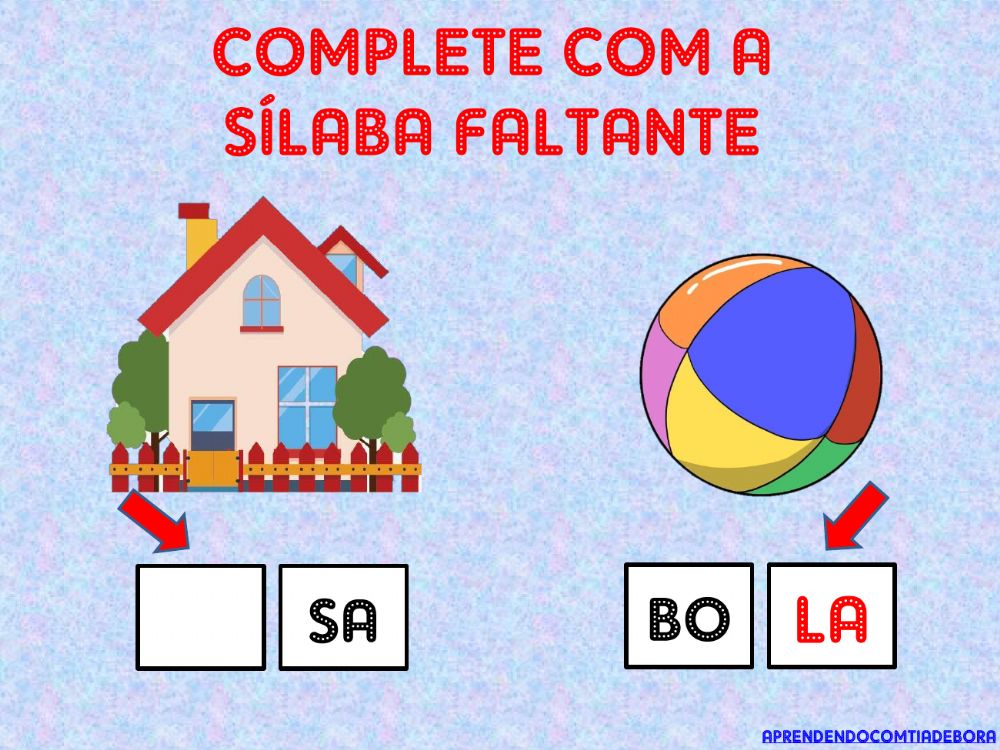 COMPLETE COM A
SÍLABA FALTANTE
SA
BO LA
APRENDENDOCOMTIADEBORA